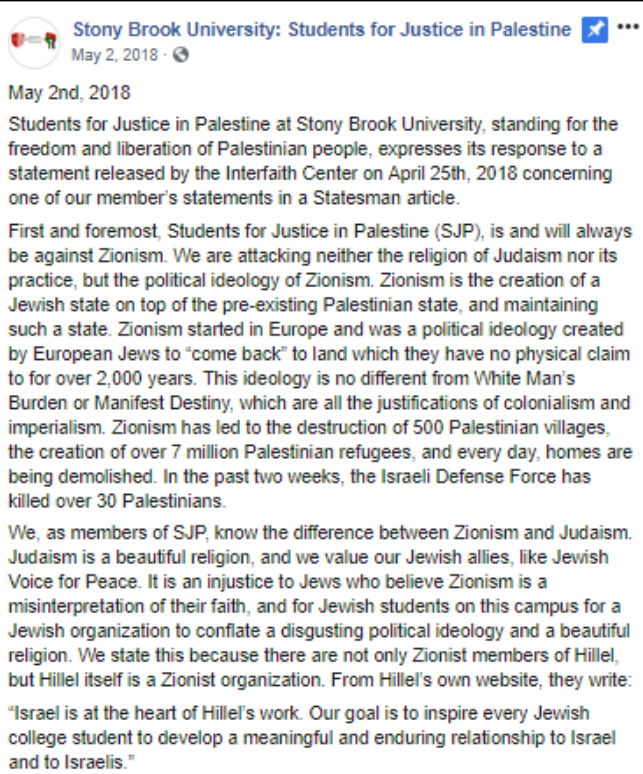 Stony Brook University: Students for Justice in Palestine
May 2, 2018 ·
May 2nd, 2018
Students for Justice in Palestine at Stony Brook University, standing for the
freedom and liberation of Palestinian people, expresses its response to a
statement released by the Interfaith Center on April 25th, 2018 concerning
one of our member's statements in a Statesman article.
First and foremost, Students for Justice in Palestine (SJP), is and will always
be against Zionism. We are attacking neither the religion of Judaism nor its
practice, but the political ideology of Zionism. Zionism is the creation of a
Jewish state on top of the pre-existing Palestinian state, and maintaining
such a state. Zionism started in Europe and was a political ideology created
by European Jews to “come back” to land which they have no physical claim
to for over 2,000 years. This ideology is no different from White Man's
Burden or Manifest Destiny, which are all the justifications of colonialism and
imperialism. Zionism has led to the destruction of 500 Palestinian villages,
the creation of over 7 million Palestinian refugees, and every day, homes are
being demolished. In the past two weeks, the Israeli Defense Force has
killed over 30 Palestinians.
We, as members of SJP, know the difference between Zionism and Judaism.
Judaism is a beautiful religion, and we value our Jewish allies, like Jewish
Voice for Peace. It is an injustice to Jews who believe Zionism is a
misinterpretation of their faith, and for Jewish students on this campus for a
Jewish organization to conflate a disgusting political ideology and a beautiful
religion. We state this because there are not only Zionist members of Hillel,
but Hillel itself is a Zionist organization. From Hillel's own website, they write:
“Israel is at the heart of Hillel's work. Our goal is to inspire every Jewish
college student to develop a meaningful and enduring relationship to Israel
and to Israelis.”